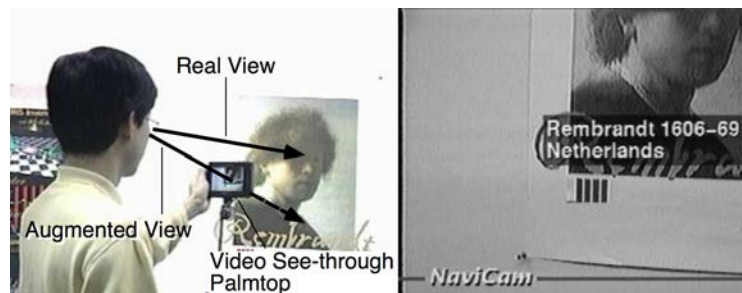 Real View
Augmented View
Rembrandt
Video See-through
Palmtop
Rembrandt 1606-69
Netherlands
NaviCam